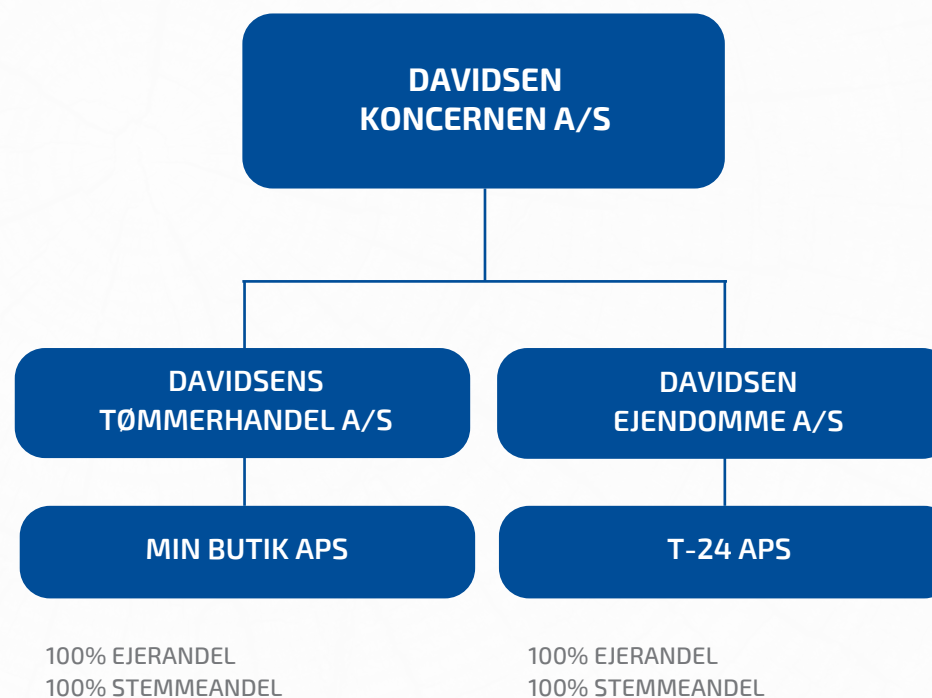 DAVIDSEN
KONCERNEN A/S
DAVIDSENS
TØMMERHANDEL A/S
DAVIDSEN
EJENDOMME A/S
MIN BUTIK APS
T-24 APS
100% EJERANDEL
100% STEMMEANDEL
100% EJERANDEL
100% STEMMEANDEL